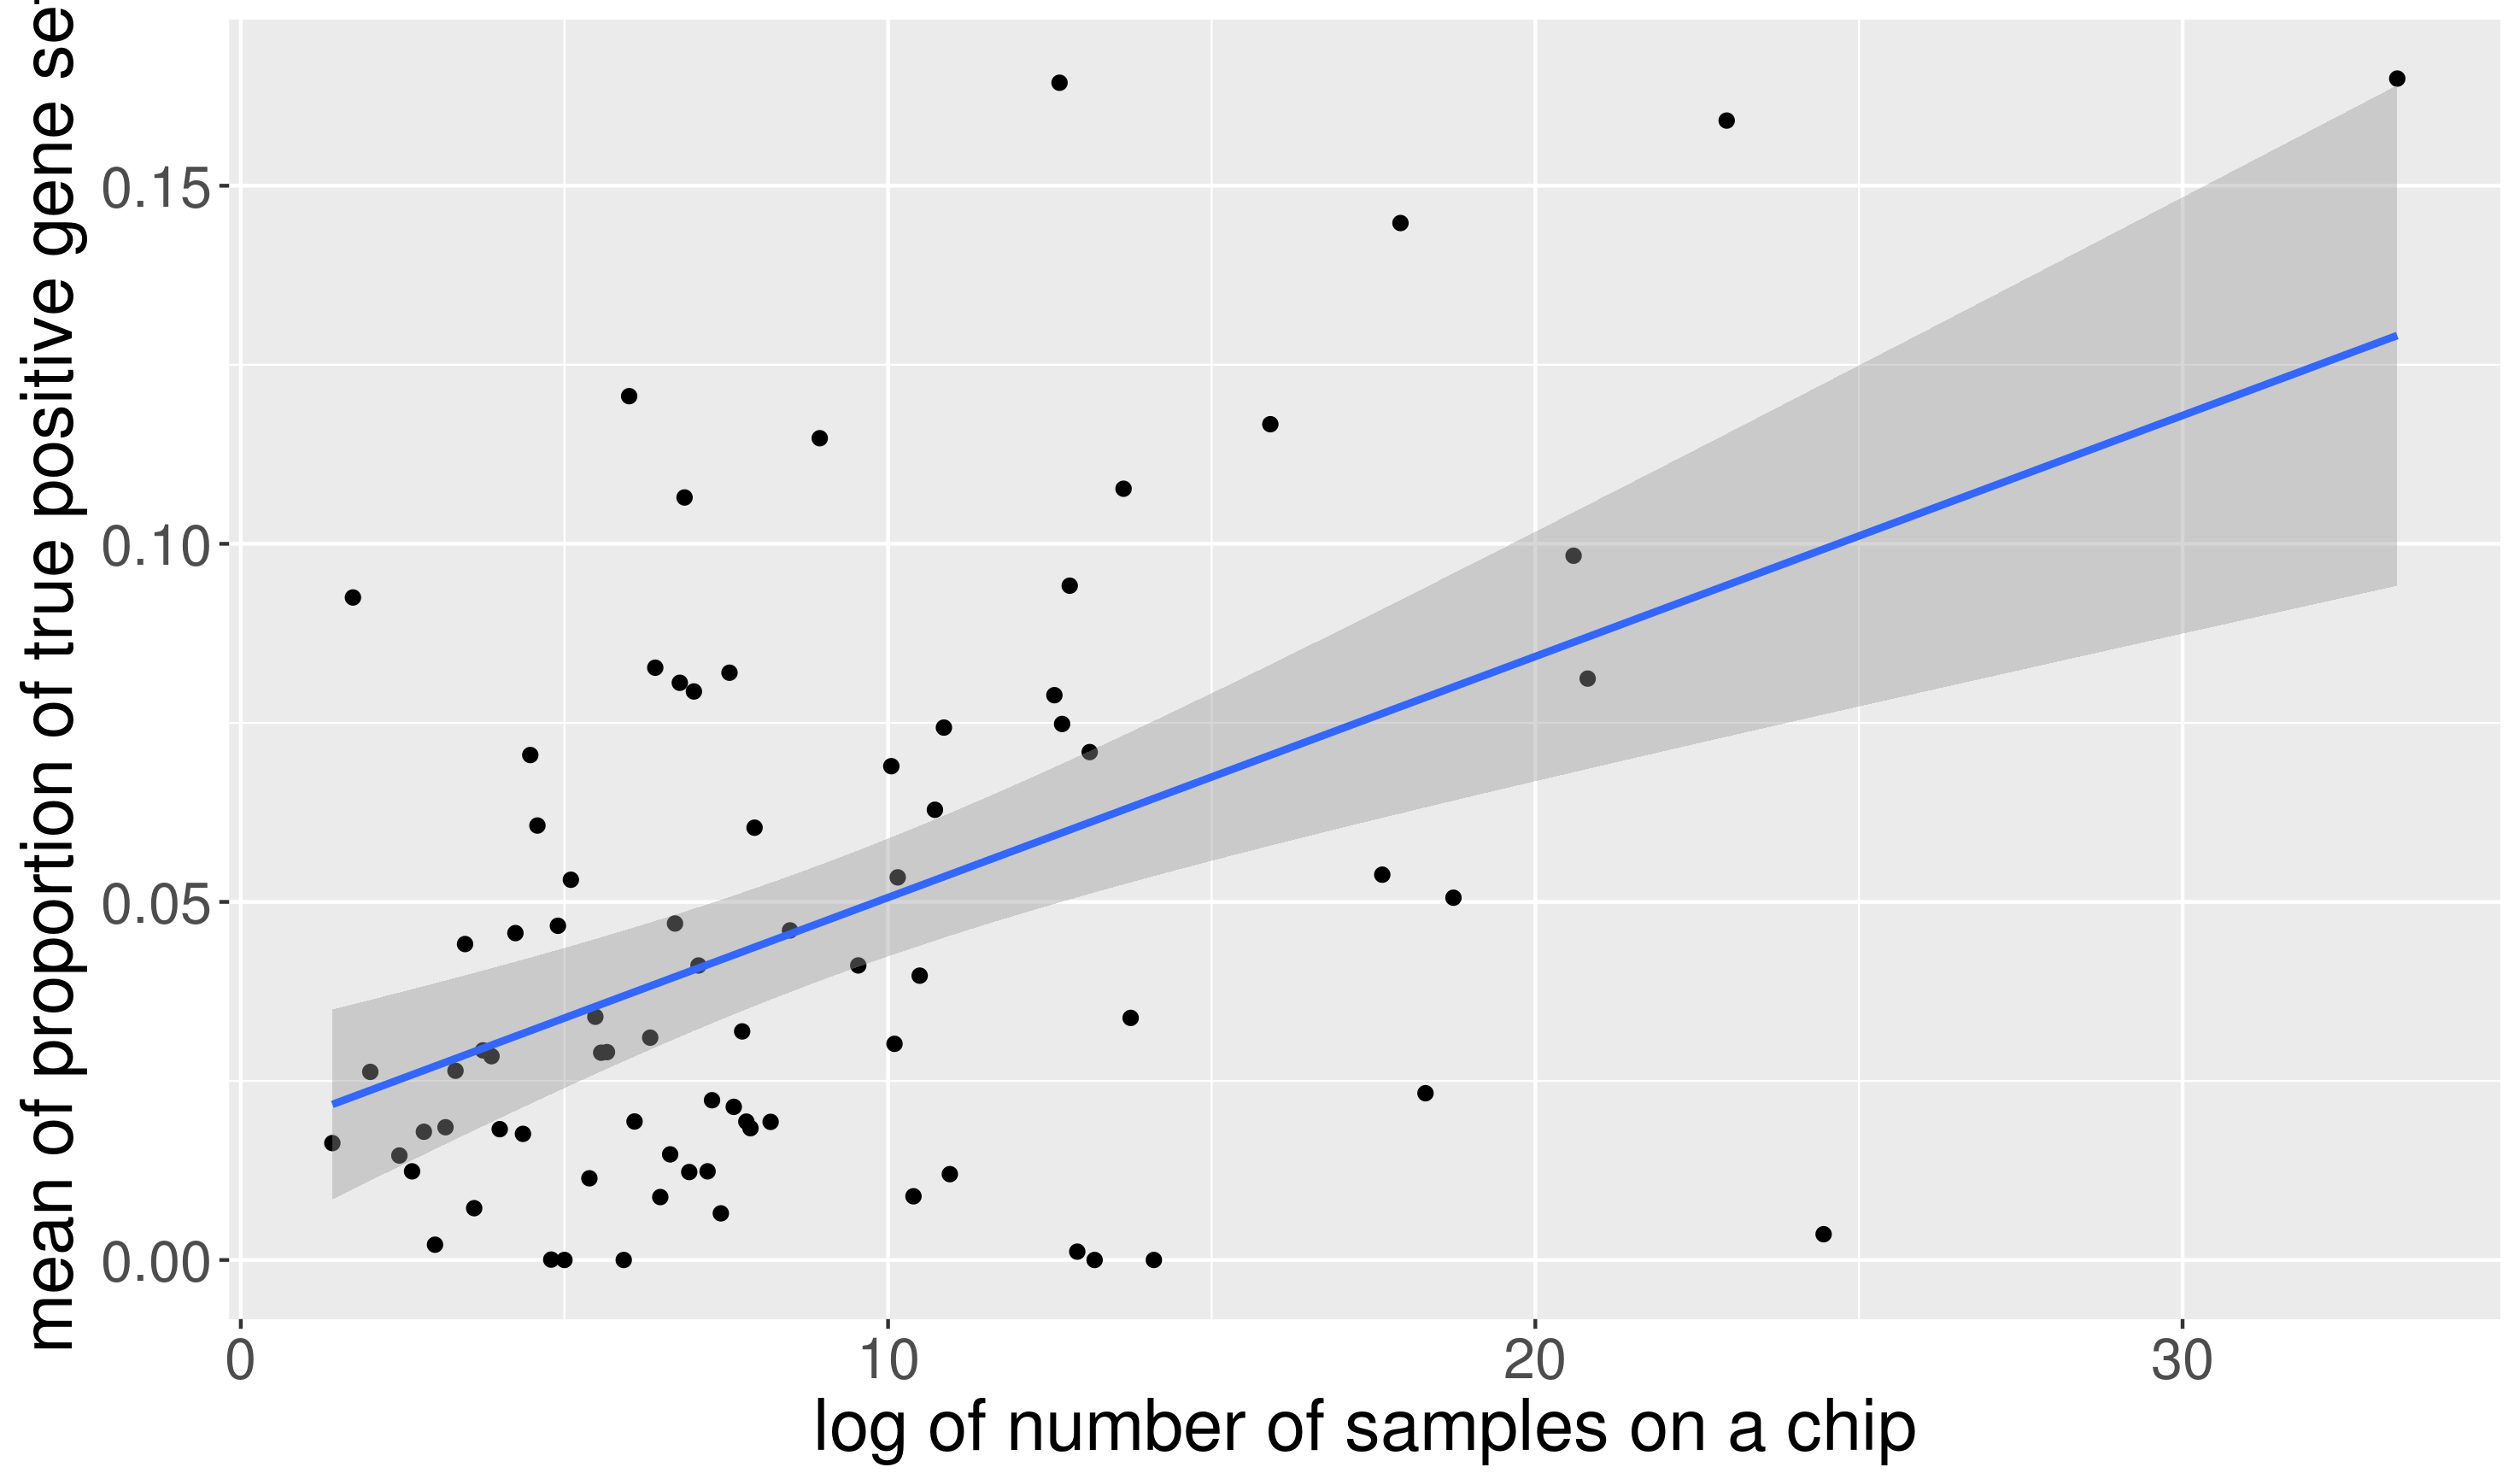 mean of proportion of true positive gene se
0.15
0.10
0.05
0.00
0 10 20 30
log of number of samples on a chip